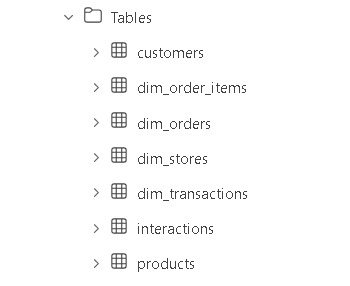 Tables
customers
dim_order_items
dim_orders
dim_stores
dim_transactions
interactions
products